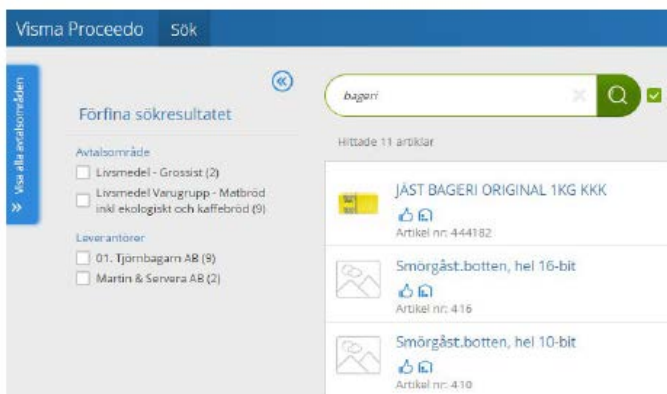 Visma Proceedo
Sök
Visa alla avtalsområden
Förfina sökresultatet
Avtalsområde
Livsmedel - Grossist (2)
Livsmedel Varugrupp - Matbröd
inkl ekologiskt och kaffebröd (9)
Leverantörer
01. Tjörnbagarn AB (9)
Martin & Servera AB (2)
bageri
Hittade 11 artiklar
JÄST BAGERI ORIGINAL 1KG KKK
Artikel nr: 444182
Smörgåst.botten, hel 16-bit
Artikel nr: 416
Smörgåst.botten, hel 10-bit
Artikel nr: 410